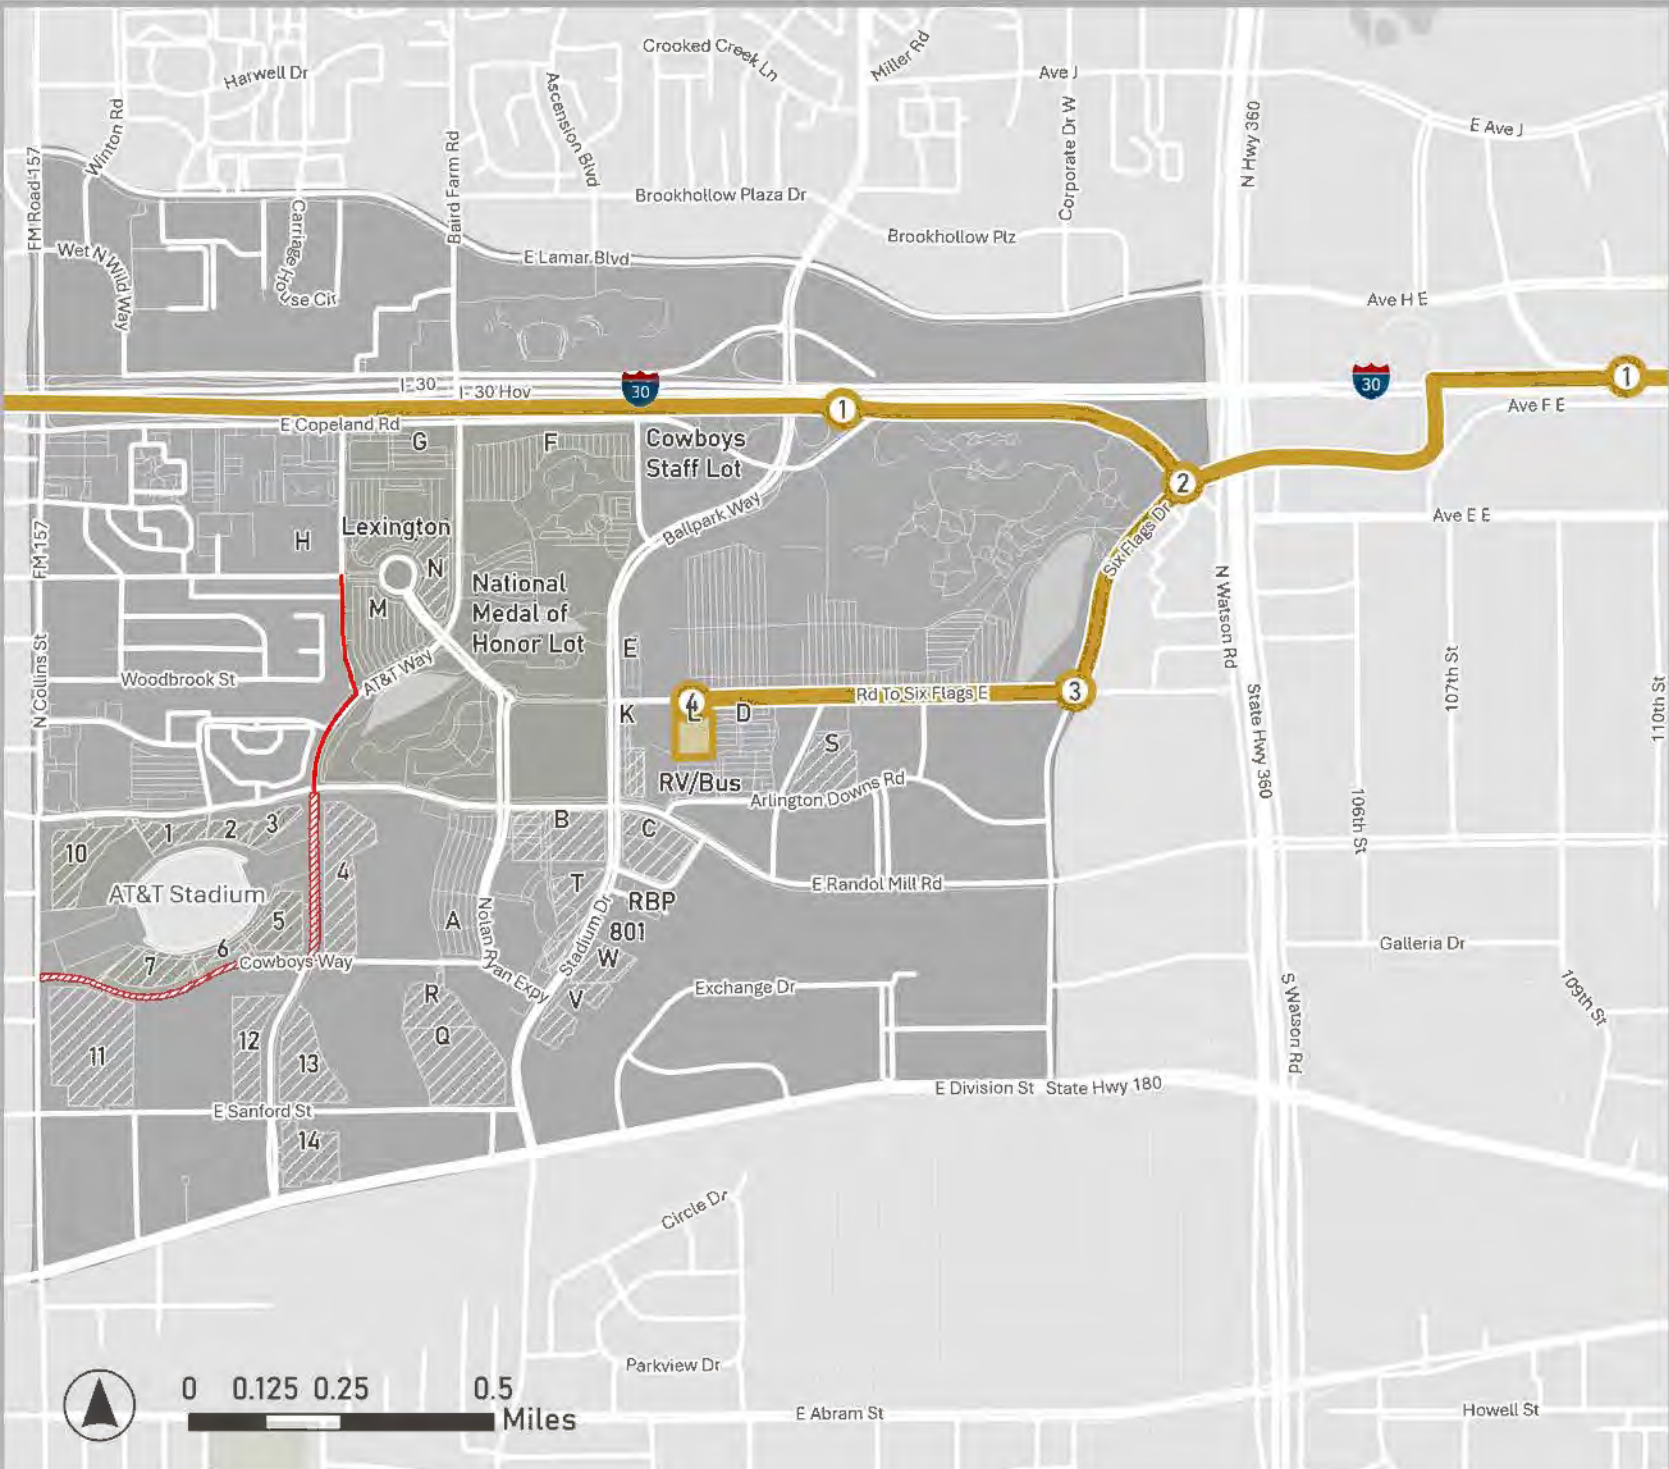 Crooked Creek Ln
Miller Rd
Harwell Dr
Ave J
Winton Rd
Ascension Blvd
Corporate Dr W
N Hwy 360
E Ave J
FM Road-157
Baird Farm Rd
Brookhollow Plaza Dr
Carriage House Cir
Brookhollow Plz
Wet N Wild Way
E Lamar Blvd
Ave H E
I-30
I-30 Hov
30
30
1
1
Ave F E
E Copeland Rd
G
F
Cowboys
Staff Lot
2
Ballpark Way
Ave E E
FM 157
H
Lexington
N
M
National
Medal of
Honor Lot
Six Flags Dr
N Watson Rd
E
N Collins St
Woodbrook St
AT&T Way
107th St
110th St
State Hwy 360
4
L
D
Rd To Six Flags E
3
K
S
RV/Bus
Arlington Downs Rd
106th St
1
2
3
B
C
10
4
AT&T Stadium
E Randol Mill Rd
T
RBP
5
A
Nolan Ryan Expy
Stadium Dr
801
6
7
Cowboys Way
W
Galleria Dr
R
V
Exchange Dr
109th St
S Watson Rd
Q
12
11
13
E Division St
State Hwy 180
E Sanford St
14
Circle Dr
Parkview Dr
0
0.125
0.25
0.5
Miles
E Abram St
Howell St